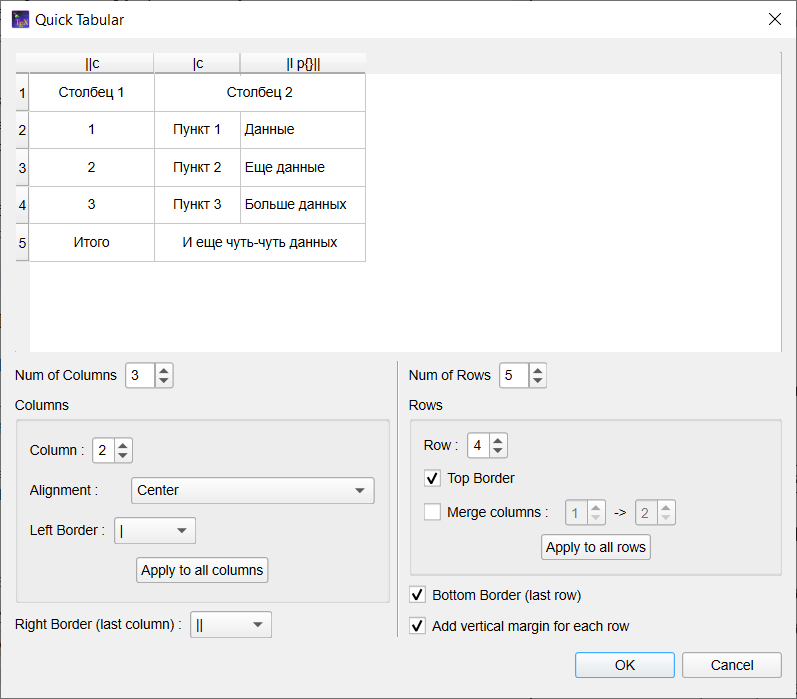 Quick Tabular
||c |c |l p{}||
1 Столбец 1 Столбец 2
2 1 Пункт 1 Данные
3 2 Пункт 2 Еще данные
4 3 Пункт 3 Больше данных
5 Итого И еще чуть-чуть данных
Num of Columns 3
Columns
Column : 2
Alignment : Center
Left Border : |
Apply to all columns
Right Border (last column) : ||
Num of Rows 5
Rows
Row : 4
Top Border
Merge columns : 1 -> 2
Apply to all rows
Bottom Border (last row)
Add vertical margin for each row
OK Cancel